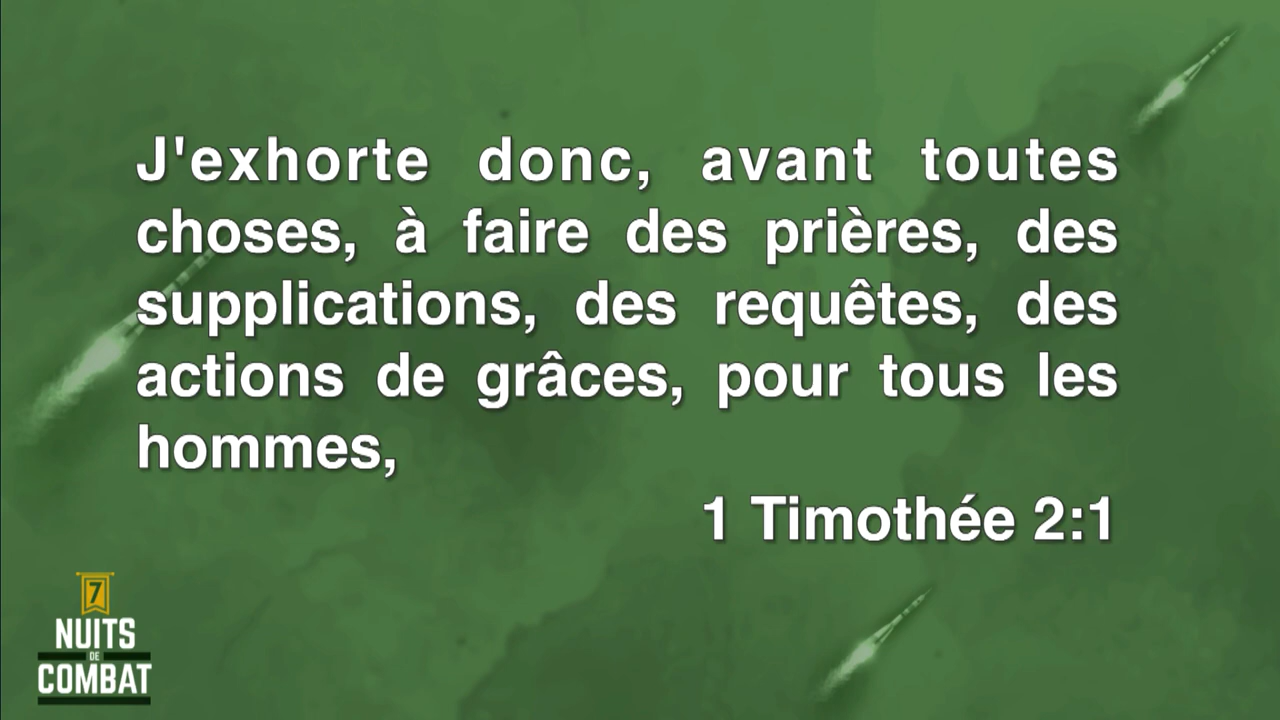 J'exhorte donc, avant toutes
choses, à faire des prières, des
supplications, des requêtes, des
actions de grâces, pour tous les
hommes,
1 Timothée 2:1
7
NUITS
DE
COMBAT